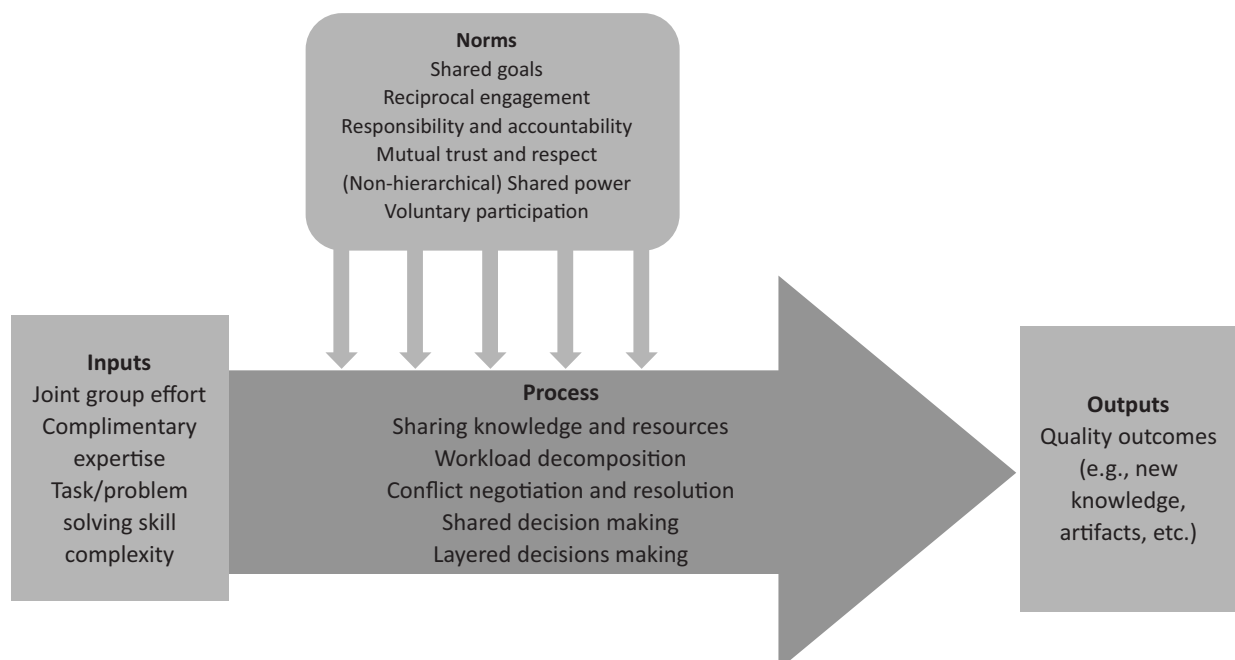 Norms
Shared goals
Reciprocal engagement
Responsibility and accountability
Mutual trust and respect
(Non-hierarchical) Shared power
Voluntary participation
Inputs
Joint group effort
Complimentary
expertise
Task/problem
solving skill
complexity
Process
Sharing knowledge and resources
Workload decomposition
Conflict negotiation and resolution
Shared decision making
Layered decisions making
Outputs
Quality outcomes
(e.g., new
knowledge,
artifacts, etc.)